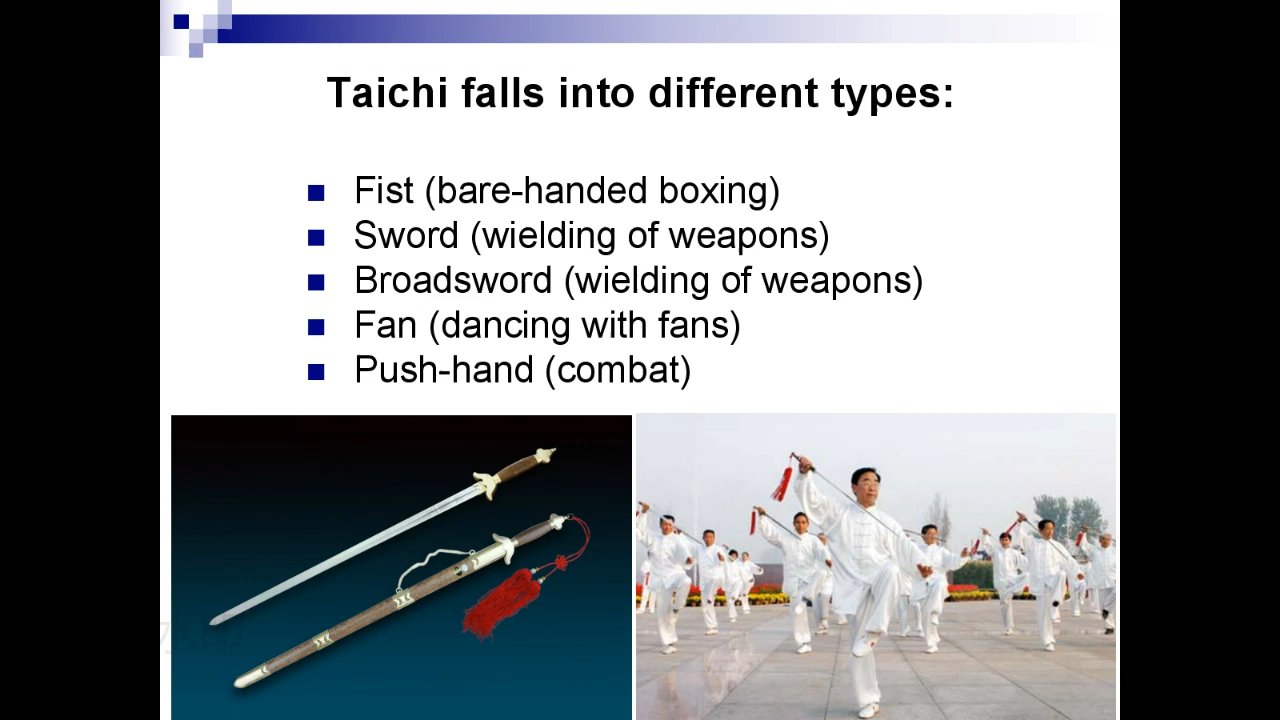 Taichi falls into different types:
Fist (bare-handed boxing)
Sword (wielding of weapons)
Broadsword (wielding of weapons)
Fan (dancing with fans)
Push-hand (combat)